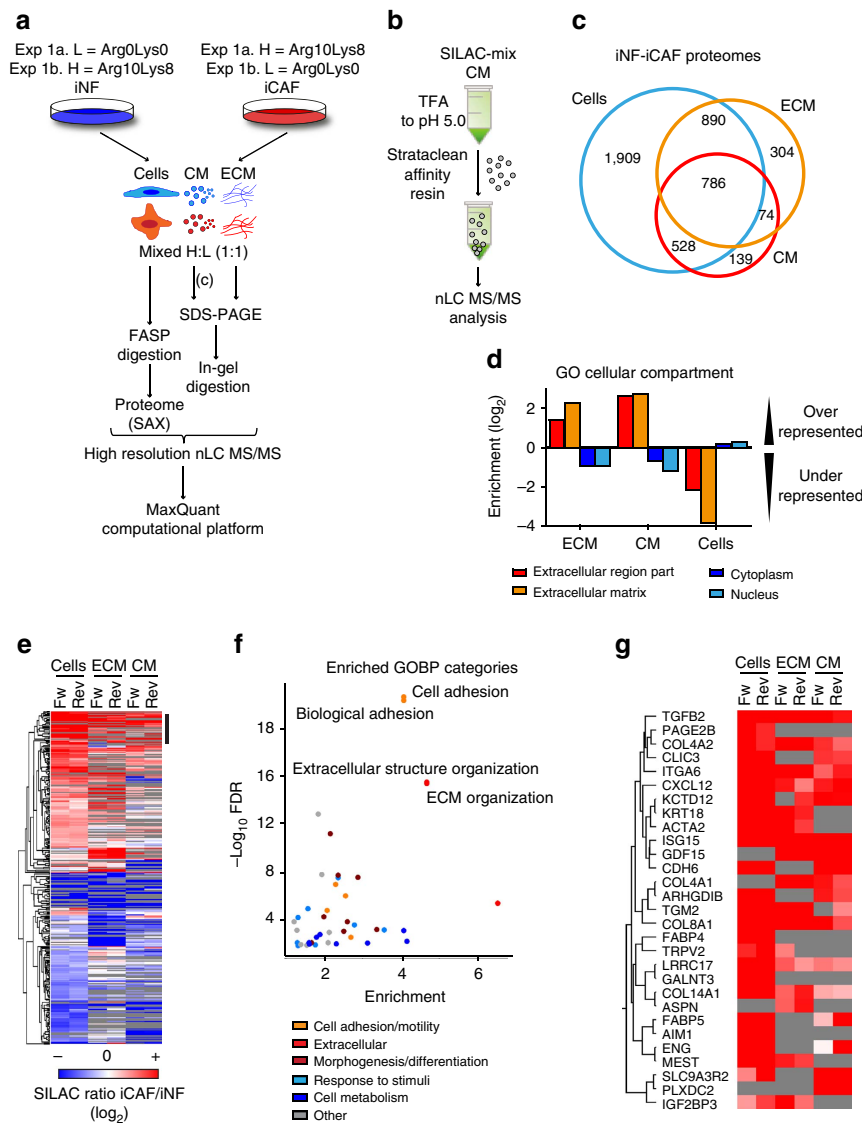 a
Exp 1a. L = Arg0Lys0
Exp 1b. H = Arg10Lys8
iNF
Exp 1a. H = Arg10Lys8
Exp 1b. L = Arg0Lys0
iCAF
Cells CM ECM
Mixed H:L (1:1)
(c)
SDS-PAGE
FASP
digestion
In-gel
digestion
Proteome
(SAX)
High resolution nLC MS/MS
MaxQuant
computational platform
b
SILAC-mix
CM
TFA
to pH 5.0
Strataclean
affinity
resin
nLC MS/MS
analysis
c
iNF-iCAF proteomes
Cells
ECM
890
1,909
304
786
74
528
139
CM
d
GO cellular compartment
Enrichment (log2)
2
0
−2
−4
ECM CM Cells
Over
represented
Under
represented
Extracellular region part
Extracellular matrix
Cytoplasm
Nucleus
e
Cells ECM CM
Fw Rev Fw Rev Fw Rev
− 0 +
SILAC ratio iCAF/iNF
(log2)
f
Enriched GOBP categories
Cell adhesion
Biological adhesion
Extracellular structure organization
ECM organization
−Log10 FDR
18
16
12
8
4
2 4 6
Enrichment
Cell adhesion/motility
Extracellular
Morphogenesis/differentiation
Response to stimuli
Cell metabolism
Other
g
Cells ECM CM
Fw Rev Fw Rev Fw Rev
TGFB2
PAGE2B
COL4A2
CLIC3
ITGA6
CXCL12
KCTD12
KRT18
ACTA2
ISG15
GDF15
CDH6
COL4A1
ARHGDIB
TGM2
COL8A1
FABP4
TRPV2
LRRC17
GALNT3
COL14A1
ASPN
FABP5
AIM1
ENG
MEST
SLC9A3R2
PLXDC2
IGF2BP3